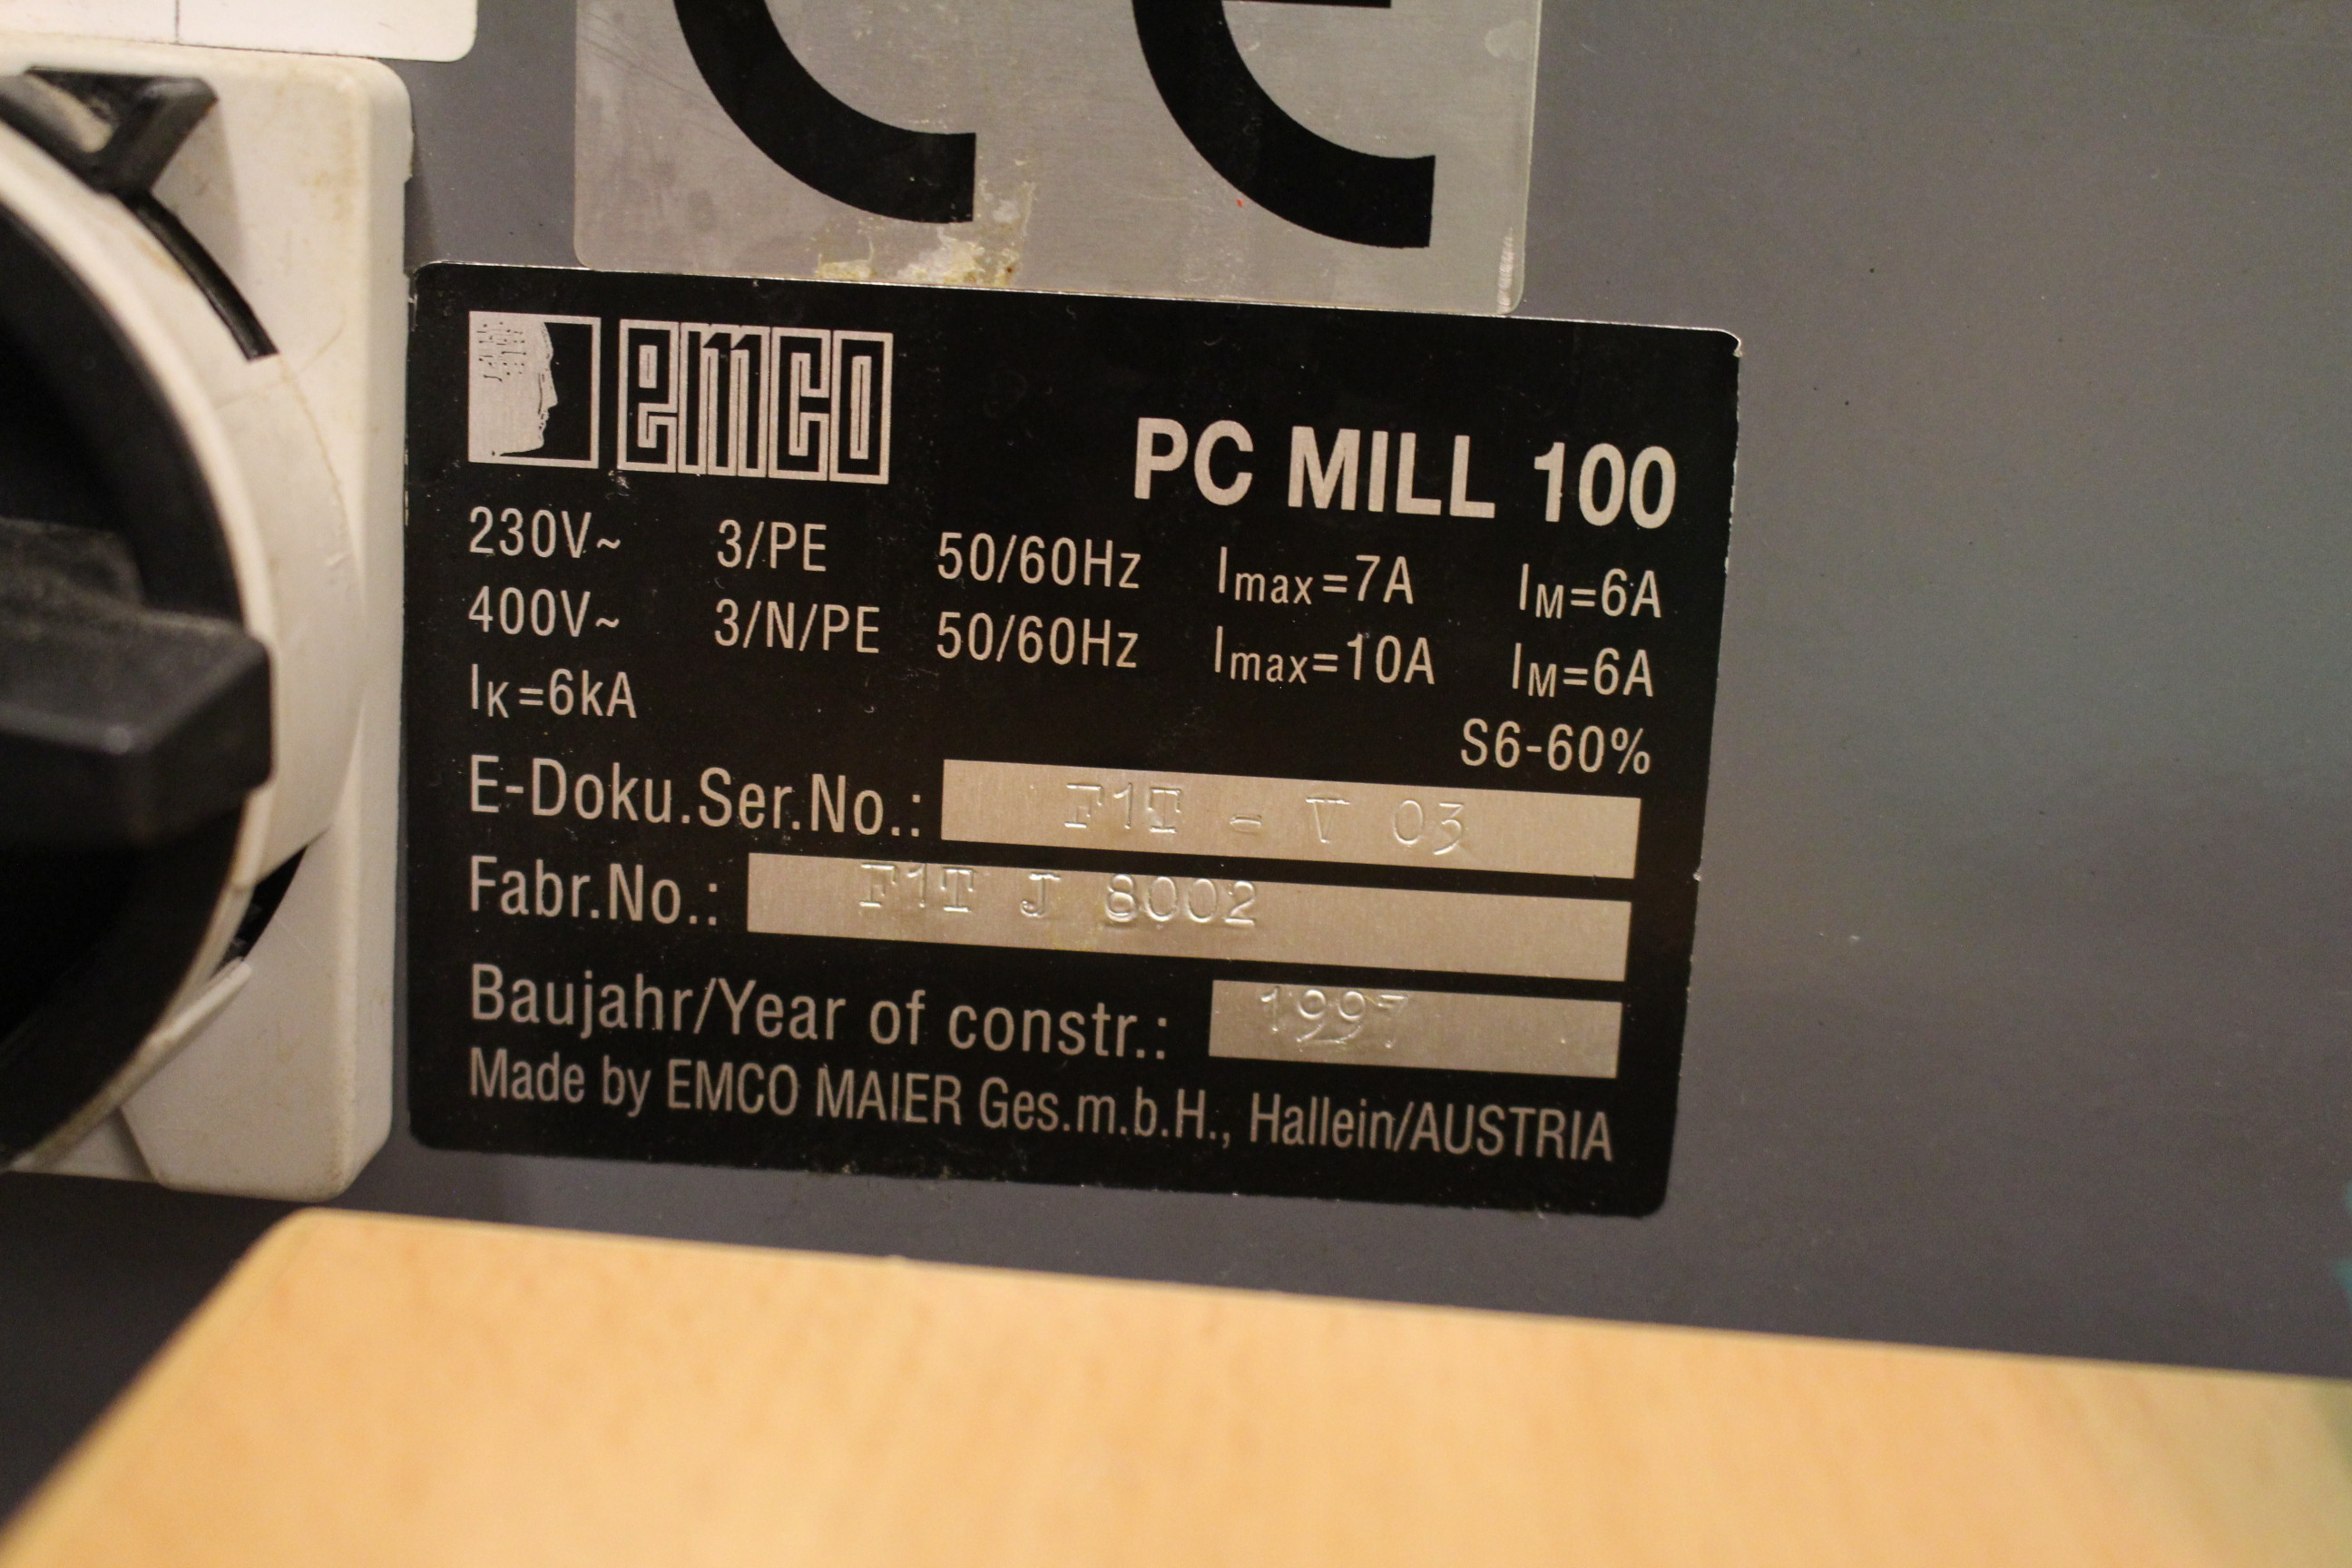 CE
emco
PC MILL 100
230V~ 3/PE 50/60Hz Imax=7A IM=6A
400V~ 3/N/PE 50/60Hz Imax=10A IM=6A
IK=6kA
S6-60%
E-Doku.Ser.No.: F1T - V 03
Fabr.No.: F1T J 8002
Baujahr/Year of constr.: 1997
Made by EMCO MAIER Ges.m.b.H., Hallein/AUSTRIA